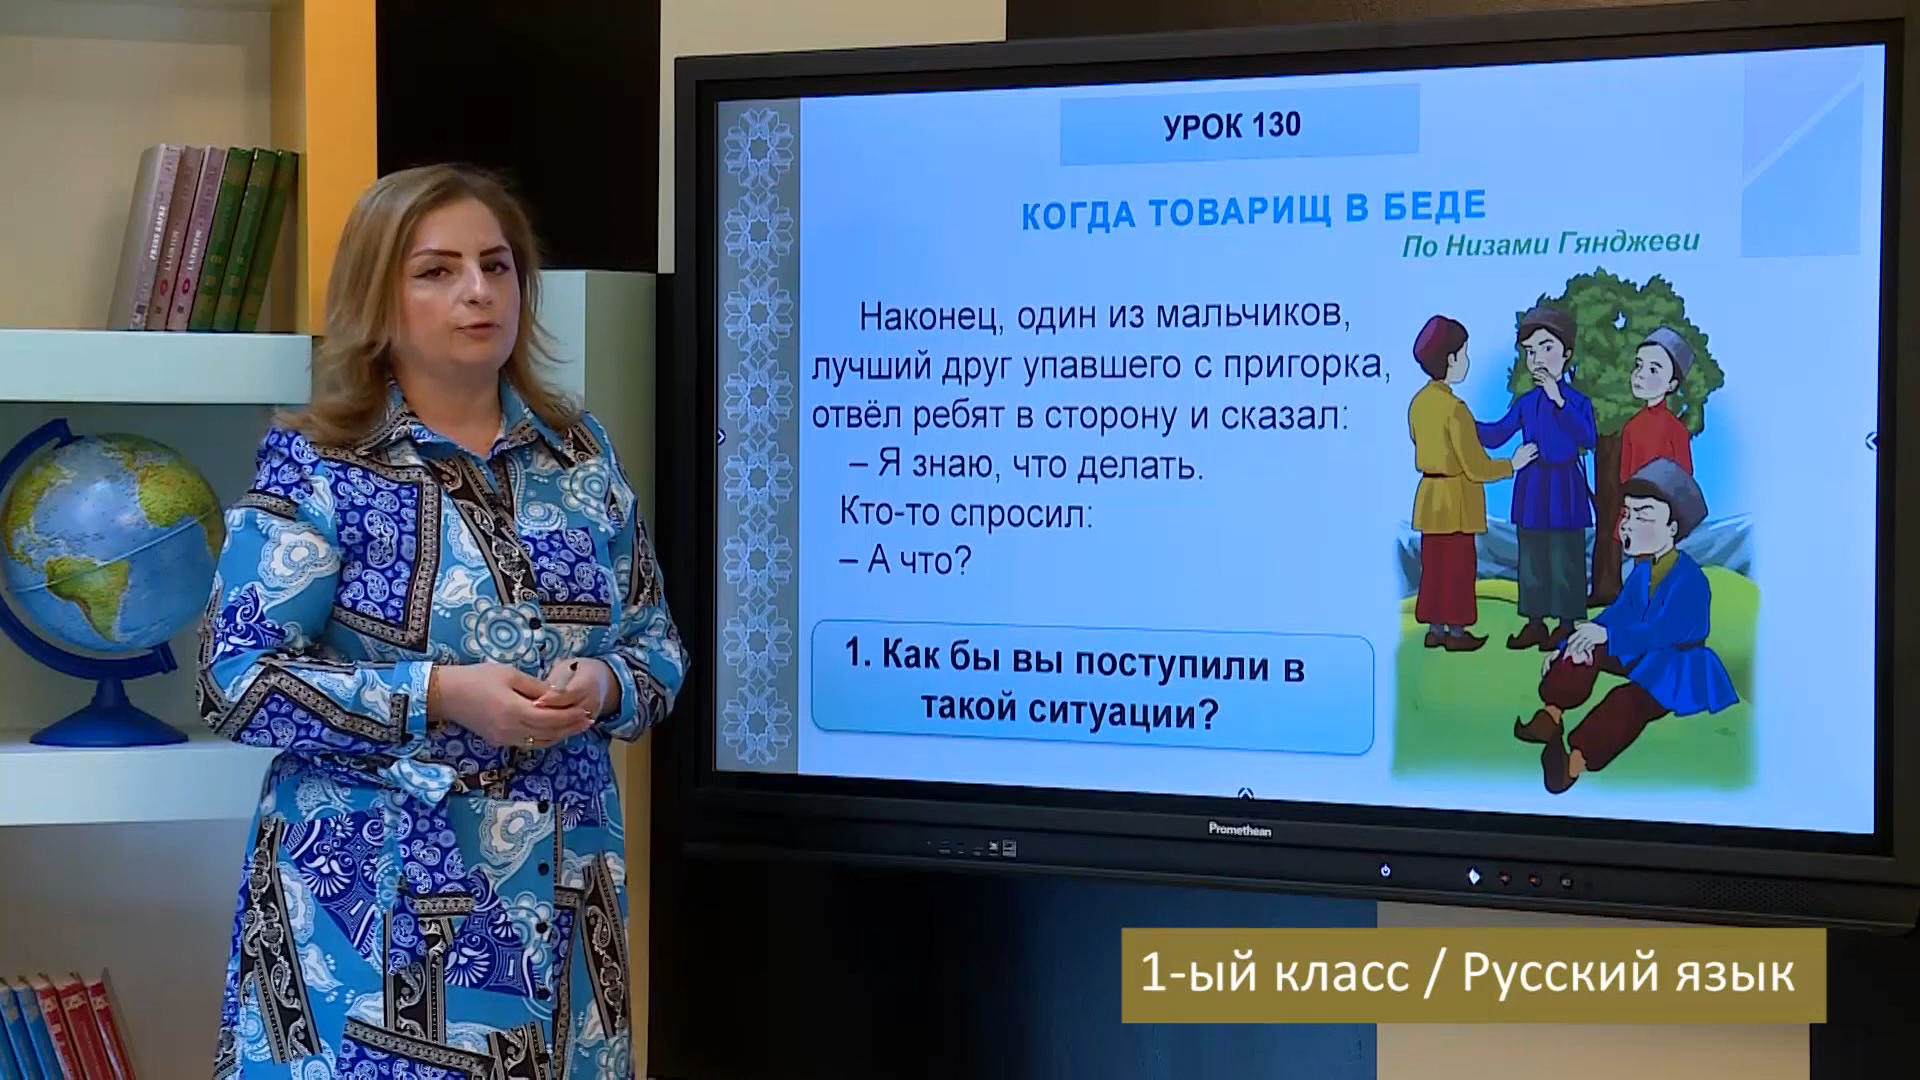 УРОК 130
КОГДА ТОВАРИЩ В БЕДЕ
По Низами Гянджеви
Наконец, один из мальчиков,
лучший друг упавшего с пригорка,
отвёл ребят в сторону и сказал:
– Я знаю, что делать.
Кто-то спросил:
– А что?
1. Как бы вы поступили в
такой ситуации?
Promethean
1-ый класс / Русский язык